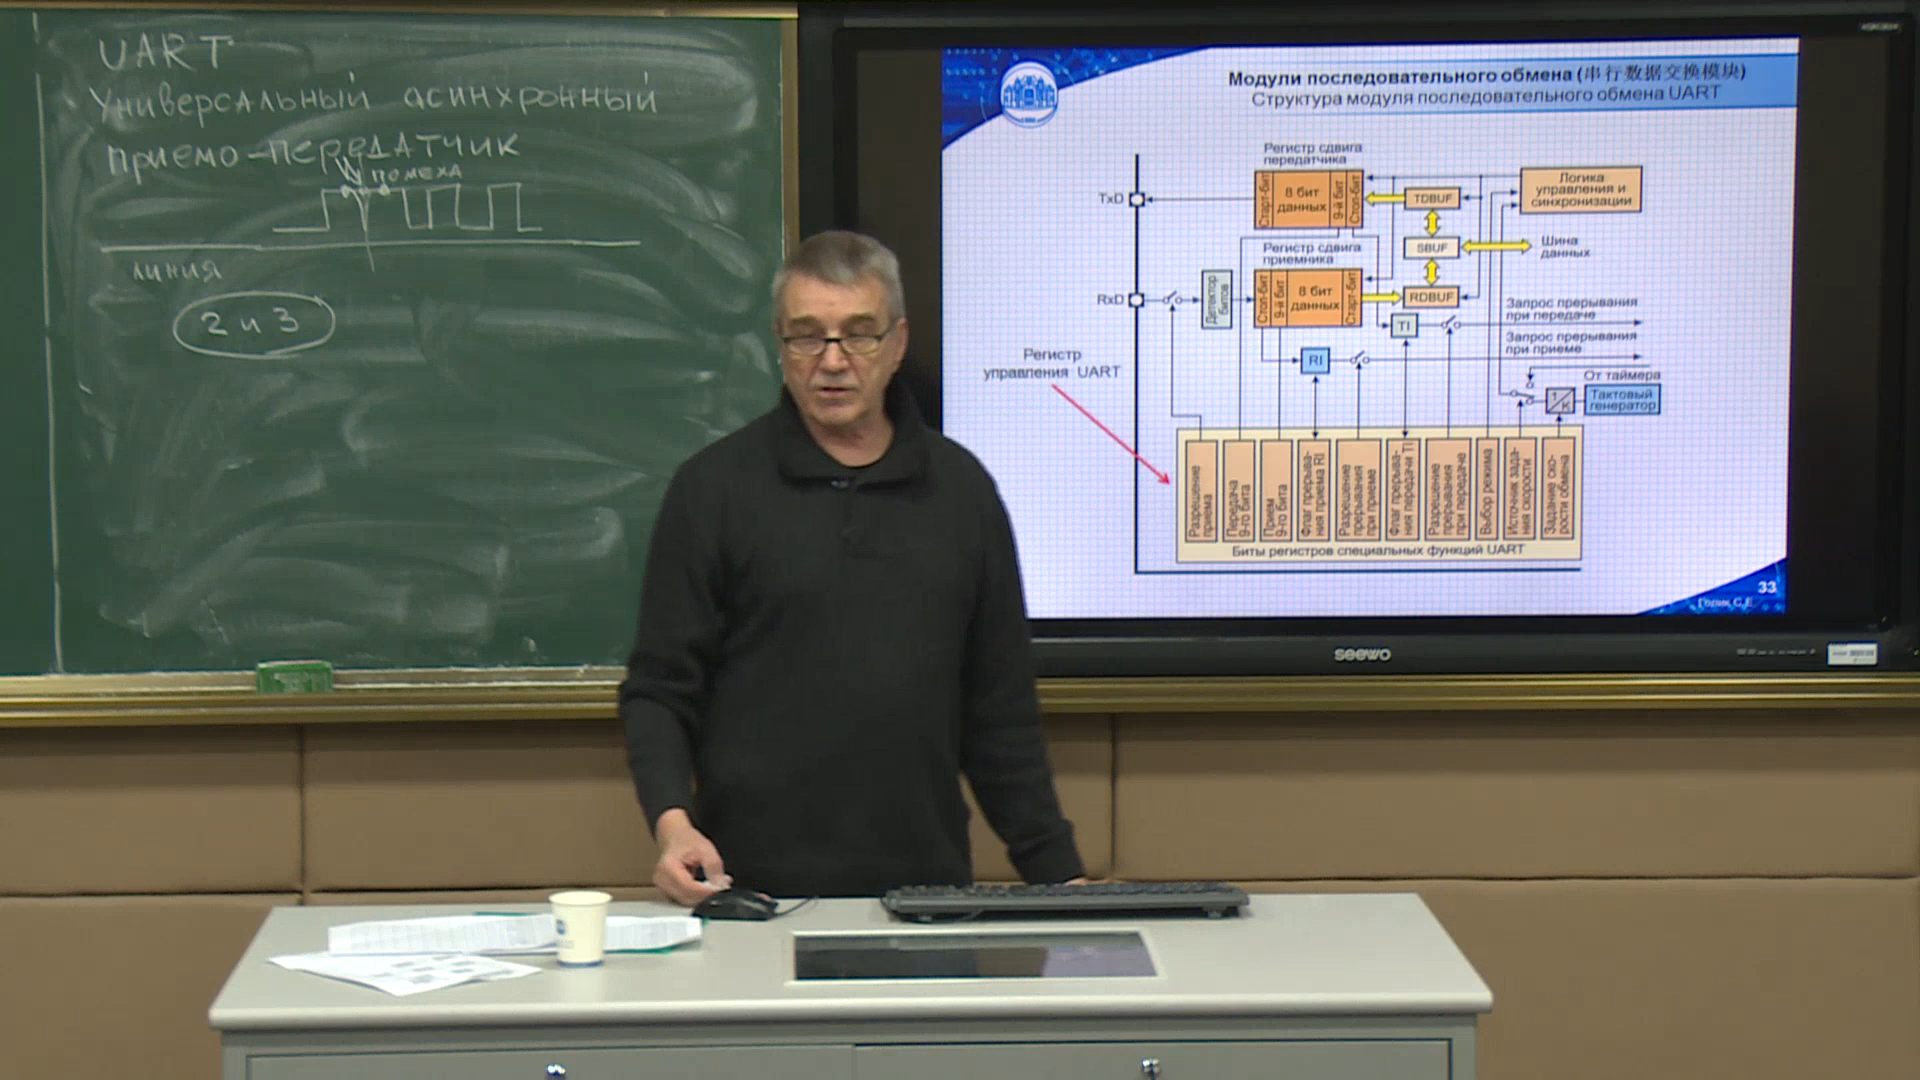 UART
Универсальный асинхронный
приемо-передатчик
помеха
линия
2 и 3
Модули последовательного обмена (串行数据交换模块)
Структура модуля последовательного обмена UART
Регистр сдвига
передатчика
TxD
Старт-бит
8 бит
данных
9-й бит
Стоп-бит
TDBUF
Логика
управления и
синхронизации
SBUF
Шина
данных
Регистр сдвига
приемника
RxD
Детектор
битов
Стоп-бит
9-й бит
8 бит
данных
Старт-бит
RDBUF
Запрос прерывания
при передаче
TI
Запрос прерывания
при приеме
RI
Регистр
управления UART
От таймера
1
K
Тактовый
генератор
Разрешение
приема
Передача
9-го бита
Прием
9-го бита
Флаг прерыва-
ния приема RI
Разрешение
прерывания
при приеме
Флаг прерыва-
ния передачи TI
Разрешение
прерывания
при передаче
Выбор режима
Источник зада-
ния скорости
Задание ско-
рости обмена
Биты регистров специальных функций UART
33
Голик С.Е.
seewo